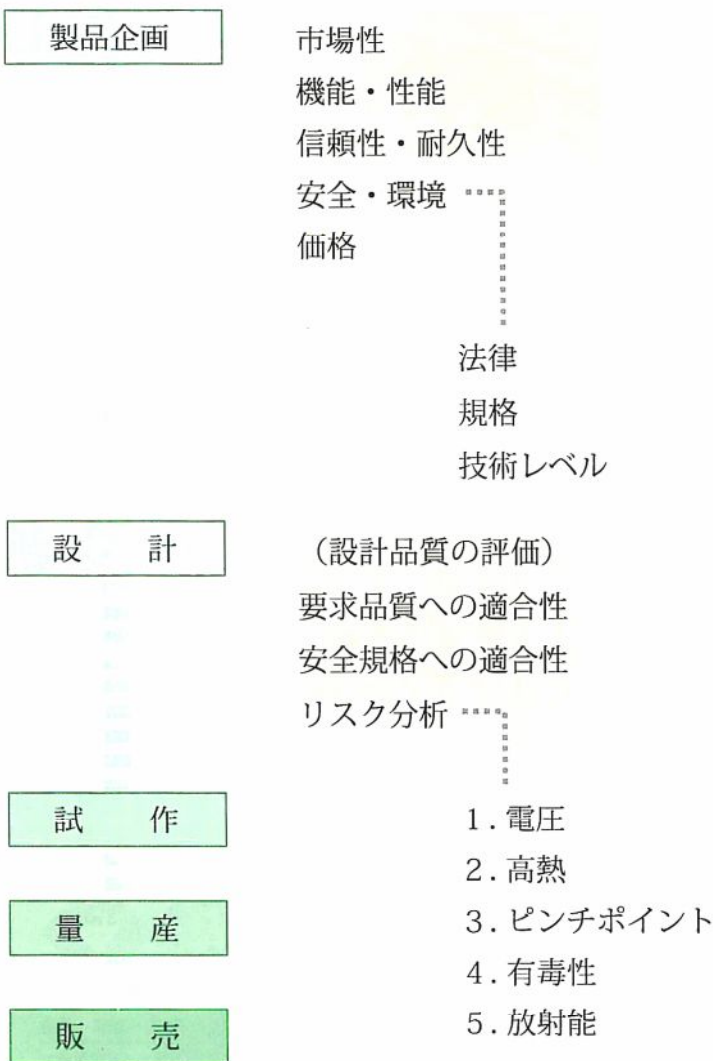 製品企画
市場性
機能・性能
信頼性・耐久性
安全・環境
価格
法律
規格
技術レベル
設　計
（設計品質の評価）
要求品質への適合性
安全規格への適合性
リスク分析
試　作
1．電圧
2．高熱
量　産
3．ピンチポイント
4．有毒性
販　売
5．放射能